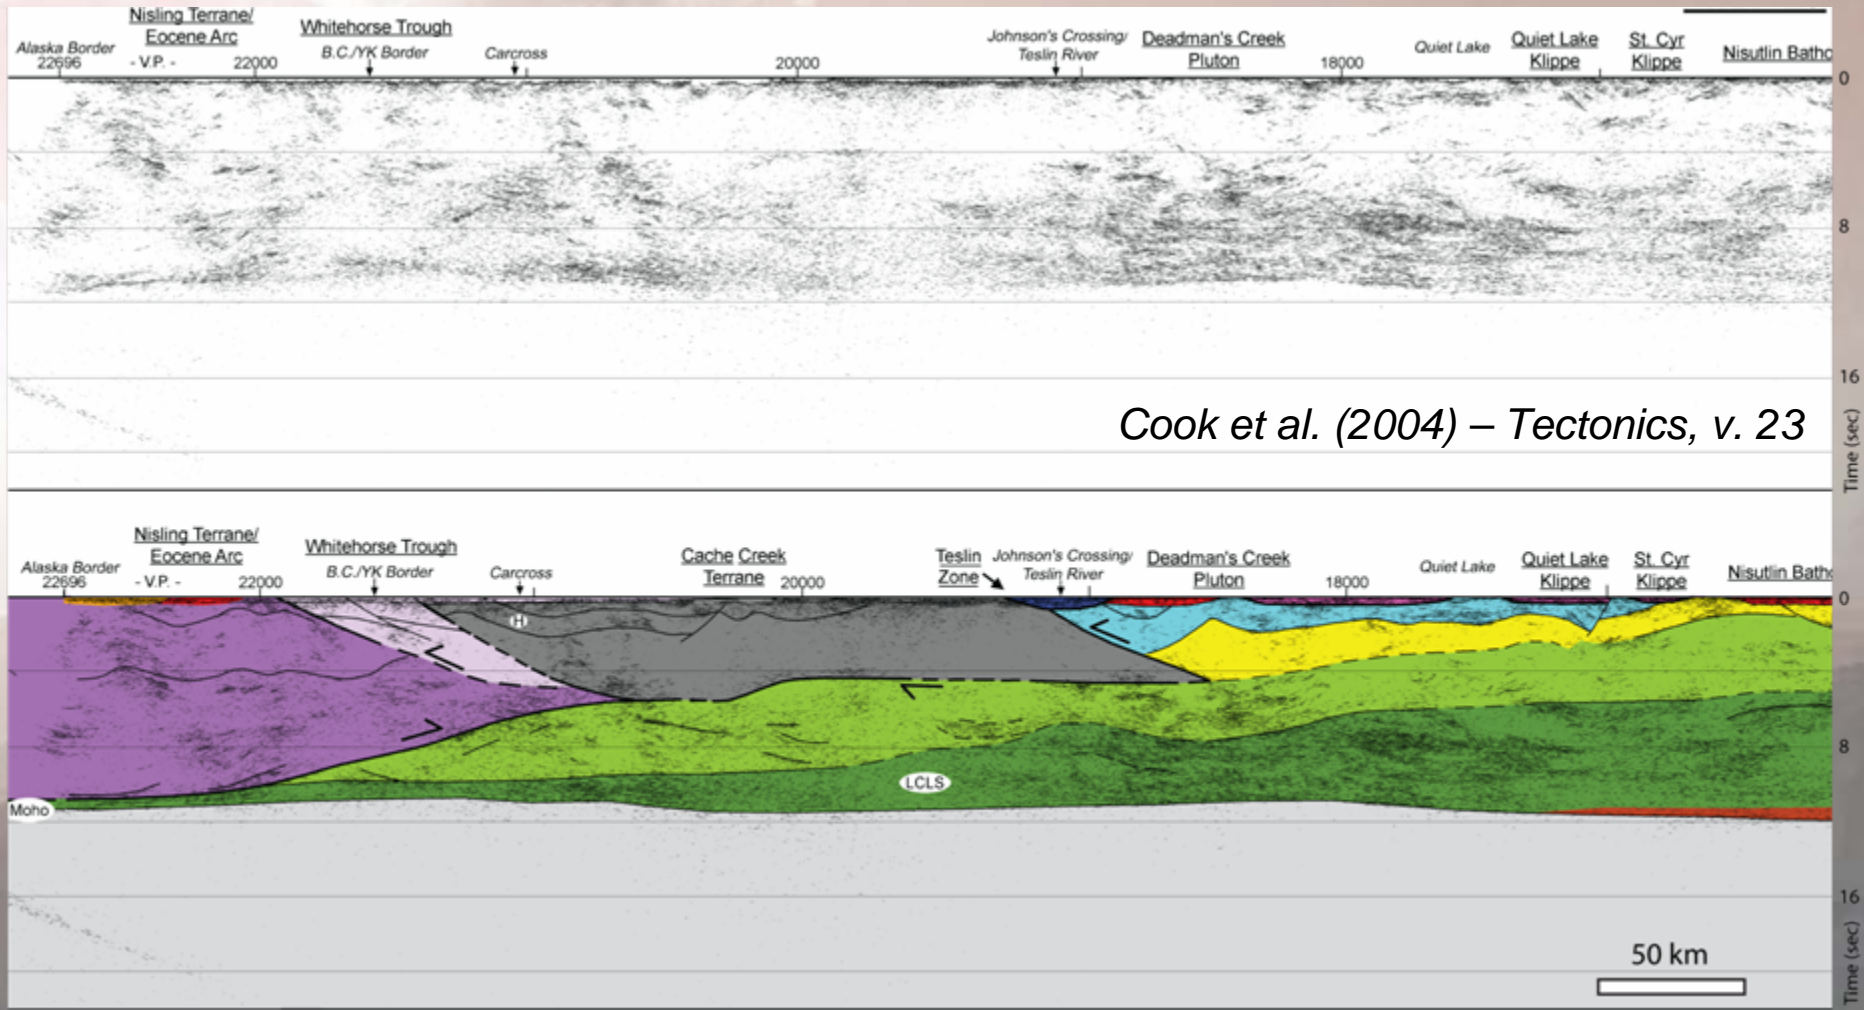 Nisling Terrane/
Eocene Arc
- V.P. -
Whitehorse Trough
B.C./YK Border
Alaska Border
22696
22000
Carcross
20000
Johnson's Crossing/
Teslin River
Deadman's Creek
Pluton
18000
Quiet Lake
Quiet Lake
Klippe
St. Cyr
Klippe
Nisutlin Batho
0
8
16
Time (sec)
Cook et al. (2004) – Tectonics, v. 23
Nisling Terrane/
Eocene Arc
- V.P. -
Whitehorse Trough
B.C./YK Border
Alaska Border
22696
22000
Carcross
Cache Creek
Terrane
20000
Teslin
Zone
Johnson's Crossing/
Teslin River
Deadman's Creek
Pluton
18000
Quiet Lake
Quiet Lake
Klippe
St. Cyr
Klippe
Nisutlin Batho
0
H
8
LCLS
Moho
16
50 km
Time (sec)